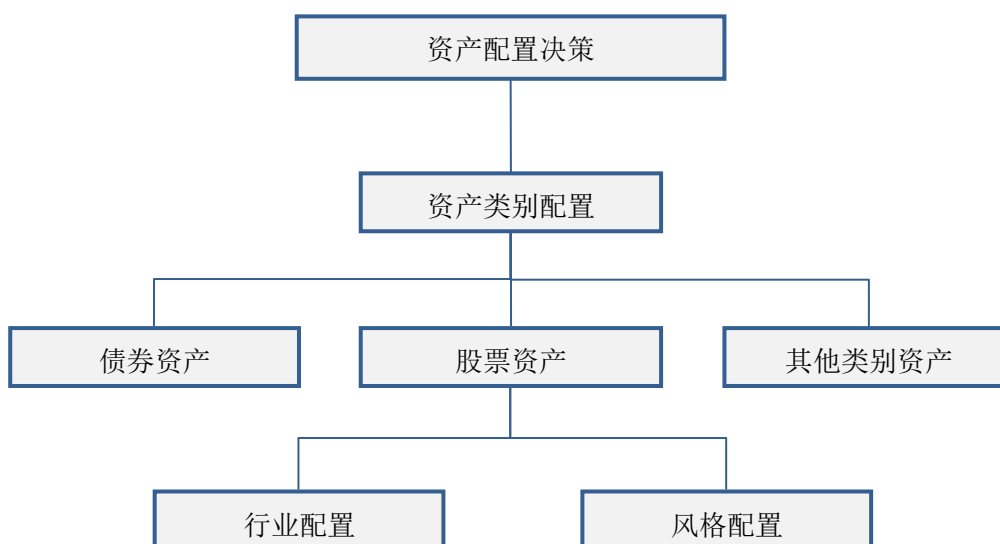 资产配置决策
资产类别配置
债券资产
股票资产
其他类别资产
行业配置
风格配置